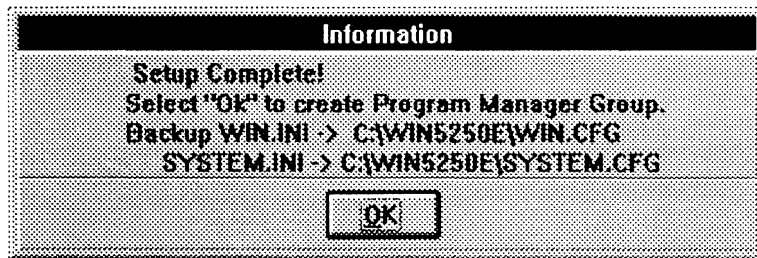 Information
Setup Complete!
Select "Ok" to create Program Manager Group.
Backup WIN.INI -> C:\WIN5250E\WIN.CFG
SYSTEM.INI -> C:\WIN5250E\SYSTEM.CFG
OK